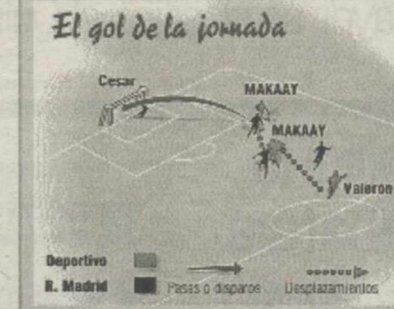 El gol de la jornada
Cesar
MAKAAY
MAKAAY
Valeron
Deportivo
R. Madrid
Pases o disparos
Desplazamientos